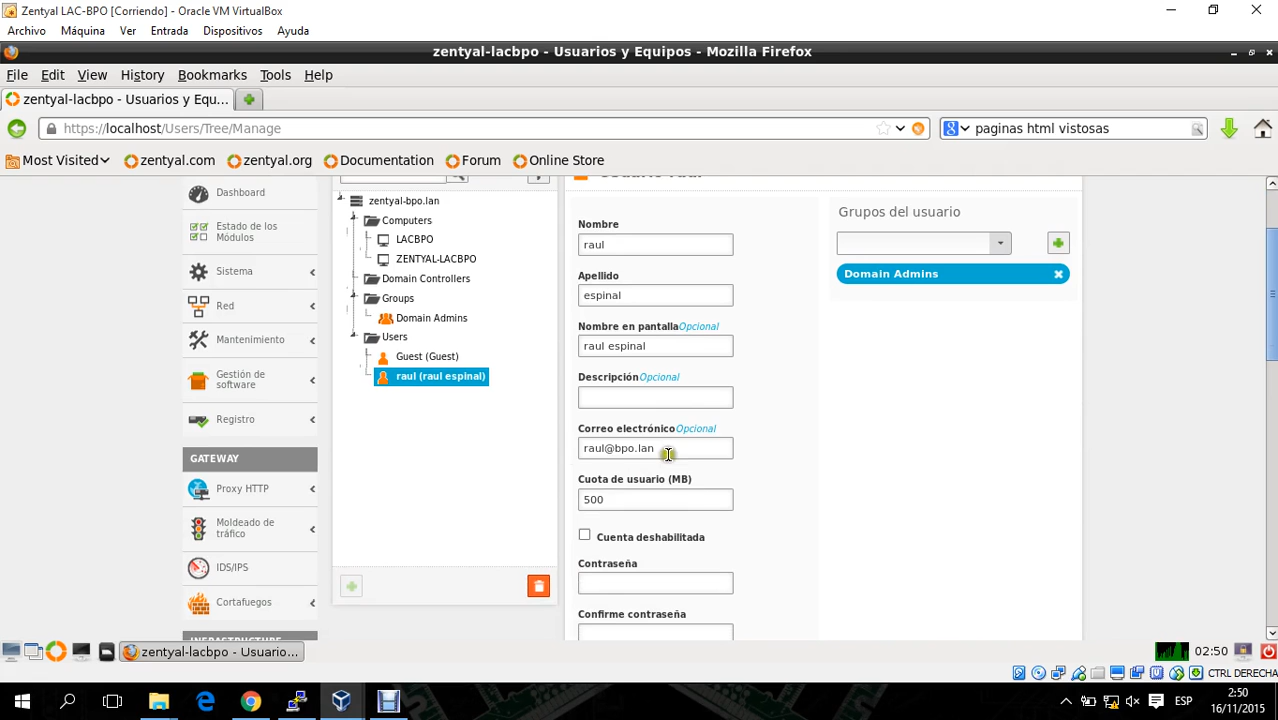 Zentyal LAC-BPO [Corriendo] - Oracle VM VirtualBox
Archivo Máquina Ver Entrada Dispositivos Ayuda
zentyal-lacbpo - Usuarios y Equipos - Mozilla Firefox
File Edit View History Bookmarks Tools Help
zentyal-lacbpo - Usuarios y Equ...
https://localhost/Users/Tree/Manage
paginas html vistosas
Most Visited zentyal.com zentyal.org Documentation Forum Online Store
Dashboard
Estado de los
Módulos
Sistema
Red
Mantenimiento
Gestión de
software
Registro
GATEWAY
Proxy HTTP
Moldeado de
tráfico
IDS/IPS
Cortafuegos
zentyal-bpo.lan
Computers
LACBPO
ZENTYAL-LACBPO
Domain Controllers
Groups
Domain Admins
Users
Guest (Guest)
raul (raul espinal)
Nombre
raul
Apellido
espinal
Nombre en pantalla Opcional
raul espinal
Descripción Opcional
Correo electrónico Opcional
raul@bpo.lan
Cuota de usuario (MB)
500
Cuenta deshabilitada
Contraseña
Confirme contraseña
Grupos del usuario
Domain Admins
zentyal-lacbpo - Usuario...
02:50
CTRL DERECHA
ESP
2:50
16/11/2015